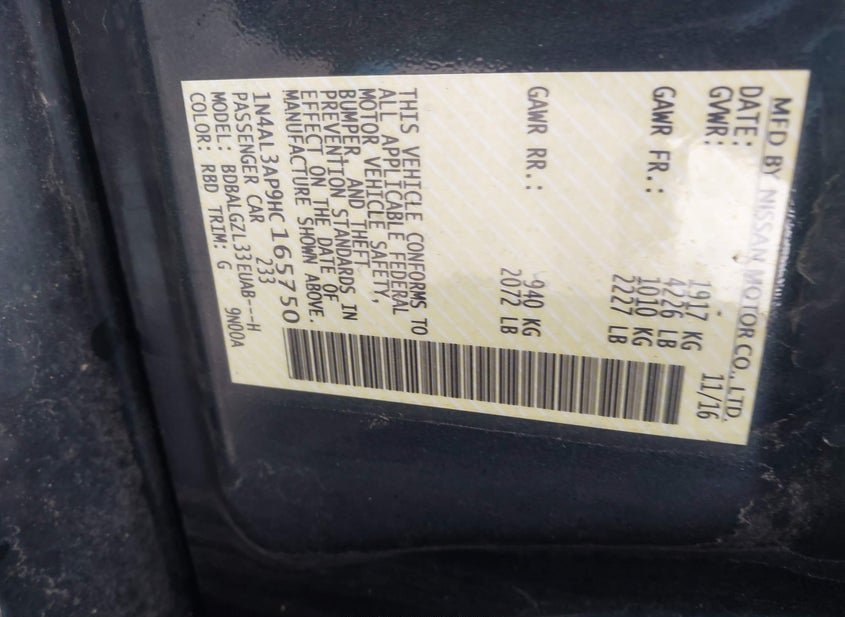 MFD BY NISSAN MOTOR CO., LTD.
DATE: 11/16
GVWR: 1917 KG
4226 LB
GAWR FR.: 1010 KG
2227 LB
GAWR RR.: 940 KG
2072 LB
THIS VEHICLE CONFORMS TO
ALL APPLICABLE FEDERAL
MOTOR VEHICLE SAFETY,
BUMPER, AND THEFT
PREVENTION STANDARDS IN
EFFECT ON THE DATE OF
MANUFACTURE SHOWN ABOVE.
1N4AL3AP9HC165750
PASSENGER CAR 233
MODEL: BDBALGZL33EUAB---H
COLOR: RBD TRIM: G 9N00A